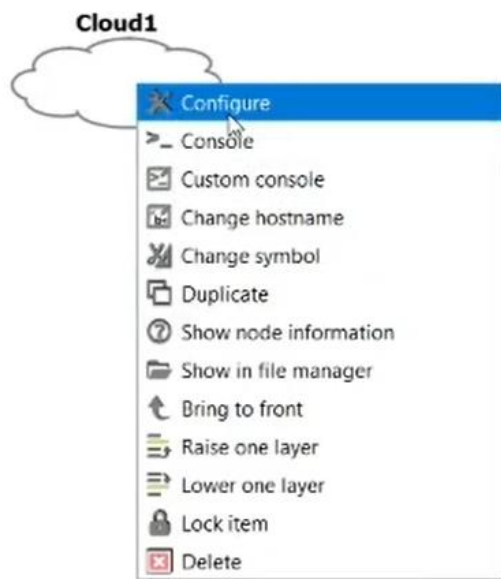 Cloud1
Configure
Console
Custom console
Change hostname
Change symbol
Duplicate
Show node information
Show in file manager
Bring to front
Raise one layer
Lower one layer
Lock item
Delete